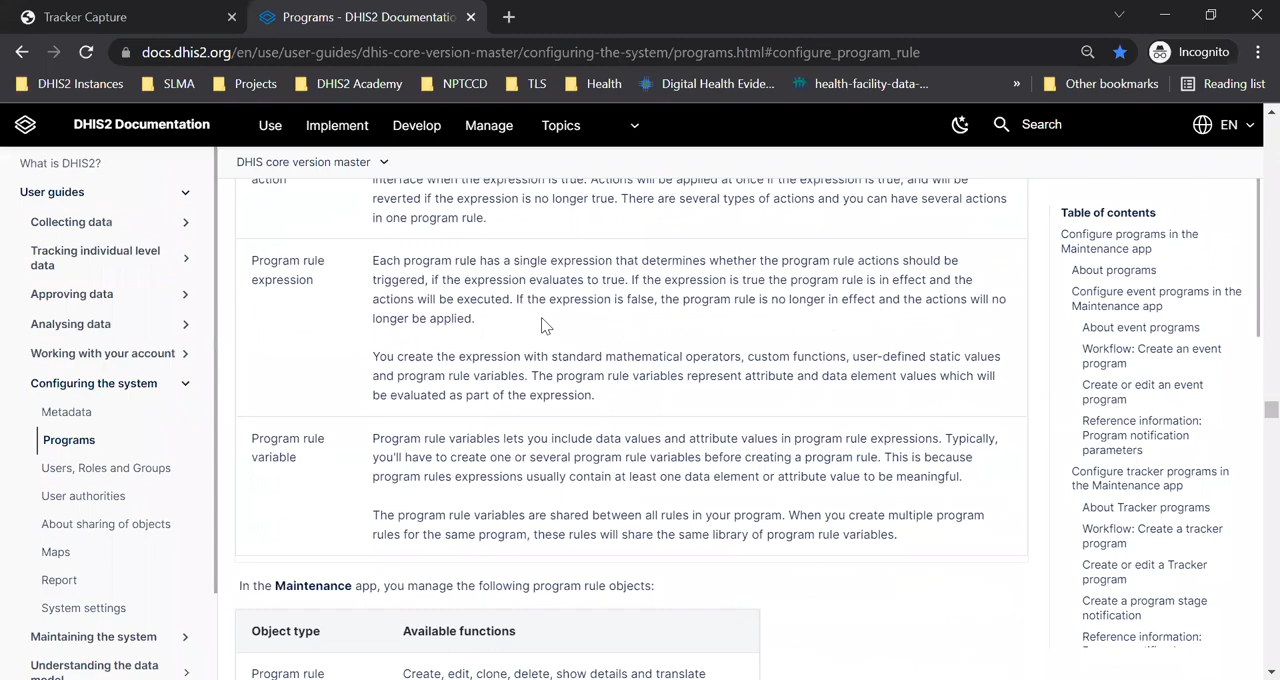 Tracker Capture
Programs - DHIS2 Documentatio
docs.dhis2.org/en/use/user-guides/dhis-core-version-master/configuring-the-system/programs.html#configure_program_rule
Incognito
DHIS2 Instances
SLMA
Projects
DHIS2 Academy
NPTCCD
TLS
Health
Digital Health Evide...
health-facility-data-...
»
Other bookmarks
Reading list
DHIS2 Documentation
Use
Implement
Develop
Manage
Topics
Search
EN
What is DHIS2?
User guides
Collecting data
Tracking individual level
data
Approving data
Analysing data
Working with your account
Configuring the system
Metadata
Programs
Users, Roles and Groups
User authorities
About sharing of objects
Maps
Report
System settings
Maintaining the system
Understanding the data
DHIS core version master
action
interface when the expression is true. Actions will be applied at once if the expression is true, and will be
reverted if the expression is no longer true. There are several types of actions and you can have several actions
in one program rule.
Program rule
expression
Each program rule has a single expression that determines whether the program rule actions should be
triggered, if the expression evaluates to true. If the expression is true the program rule is in effect and the
actions will be executed. If the expression is false, the program rule is no longer in effect and the actions will no
longer be applied.
You create the expression with standard mathematical operators, custom functions, user-defined static values
and program rule variables. The program rule variables represent attribute and data element values which will
be evaluated as part of the expression.
Program rule
variable
Program rule variables lets you include data values and attribute values in program rule expressions. Typically,
you'll have to create one or several program rule variables before creating a program rule. This is because
program rules expressions usually contain at least one data element or attribute value to be meaningful.
The program rule variables are shared between all rules in your program. When you create multiple program
rules for the same program, these rules will share the same library of program rule variables.
In the Maintenance app, you manage the following program rule objects:
Object type
Available functions
Program rule
Create, edit, clone, delete, show details and translate
Table of contents
Configure programs in the
Maintenance app
About programs
Configure event programs in the
Maintenance app
About event programs
Workflow: Create an event
program
Create or edit an event
program
Reference information:
Program notification
parameters
Configure tracker programs in
the Maintenance app
About Tracker programs
Workflow: Create a tracker
program
Create or edit a Tracker
program
Create a program stage
notification
Reference information: